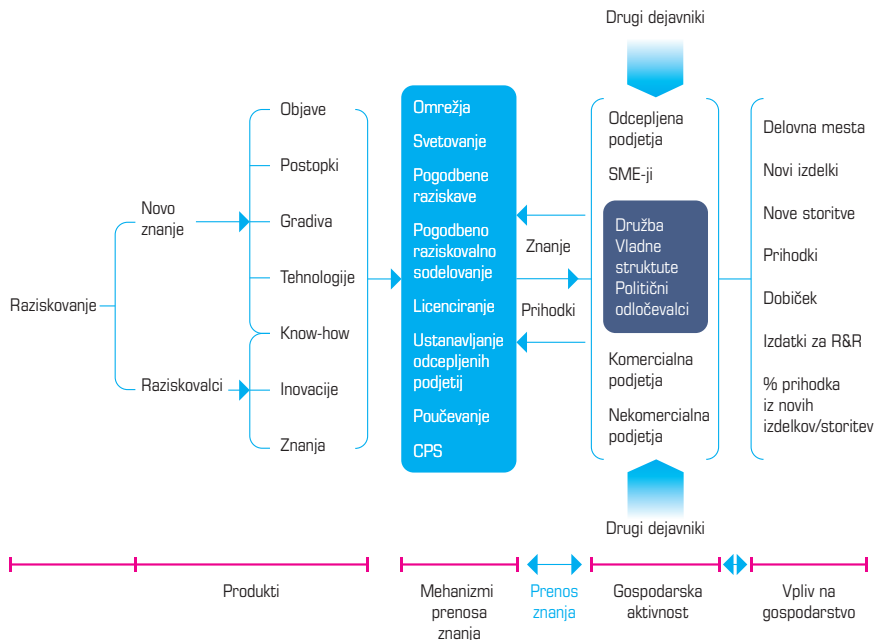 Raziskovanje
Novo
znanje
Raziskovalci
Objave
Postopki
Gradiva
Tehnologije
Know-how
Inovacije
Znanja
Omrežja
Svetovanje
Pogodbene
raziskave
Pogodbeno
raziskovalno
sodelovanje
Licenciranje
Ustanavljanje
odcepljenih
podjetij
Poučevanje
CPS
Znanje
Prihodki
Drugi dejavniki
Odcepljena
podjetja
SME-ji
Družba
Vladne
struktute
Politični
odločevalci
Komercialna
podjetja
Nekomercialna
podjetja
Drugi dejavniki
Delovna mesta
Novi izdelki
Nove storitve
Prihodki
Dobiček
Izdatki za R&R
% prihodka
iz novih
izdelkov/storitev
Produkti
Mehanizmi
prenosa
znanja
Prenos
znanja
Gospodarska
aktivnost
Vpliv na
gospodarstvo